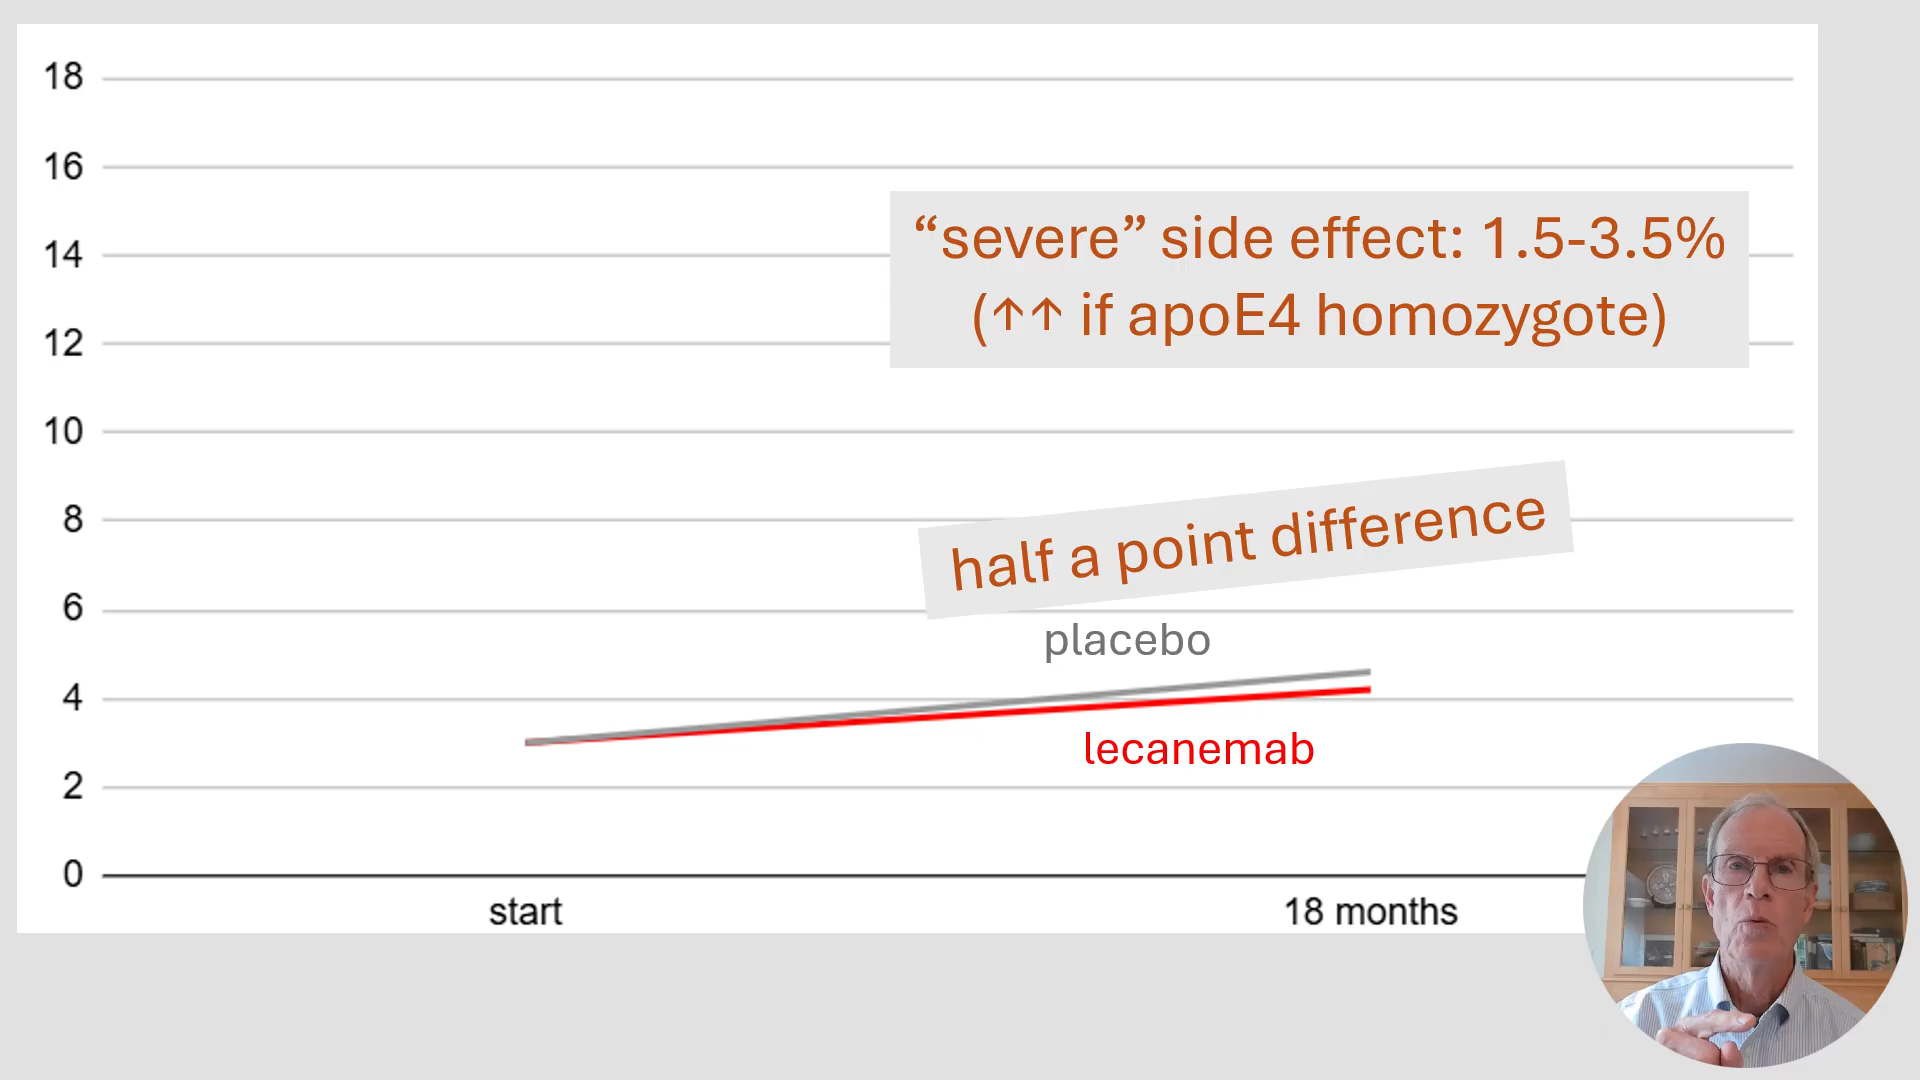 18
16
14
12
10
8
6
4
2
0
“severe” side effect: 1.5-3.5%
(↑↑ if apoE4 homozygote)
half a point difference
placebo
lecanemab
start
18 months